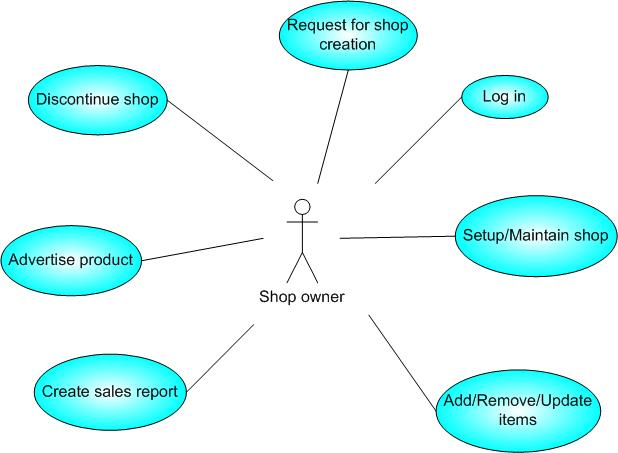 Request for shop
creation
Discontinue shop
Log in
Setup/Maintain shop
Advertise product
Shop owner
Create sales report
Add/Remove/Update
items